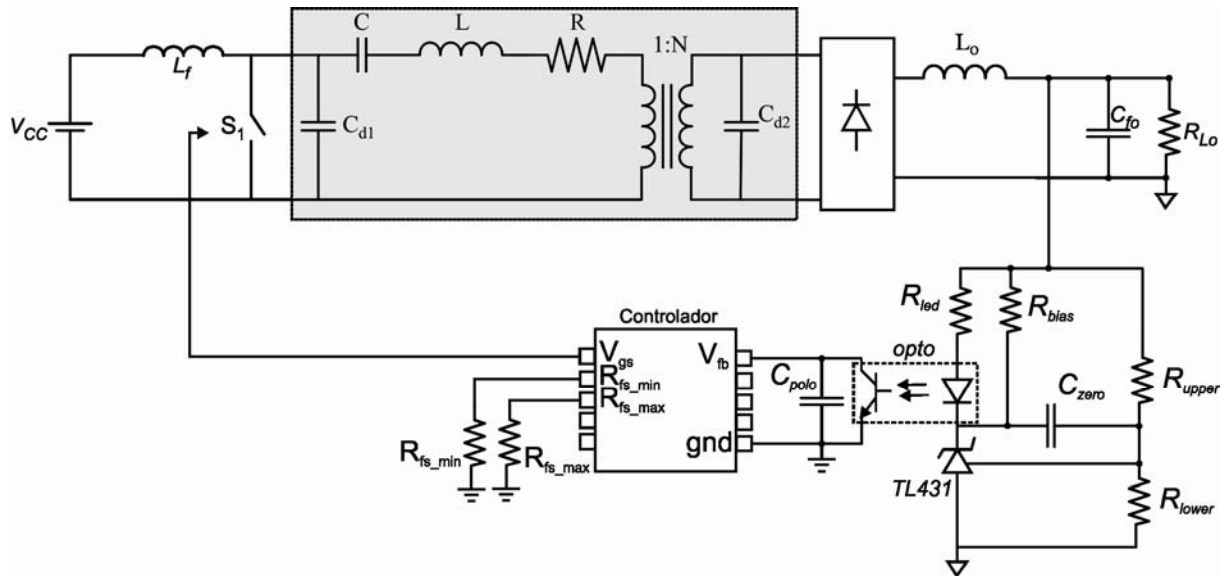 C
L
R
1:N
L_f
V_CC
S_1
C_d1
C_d2
L_o
C_fo
R_Lo
Controlador
V_gs
R_fs_min
R_fs_max
V_fb
gnd
R_fs_min
R_fs_max
C_polo
opto
R_led
R_bias
C_zero
R_upper
TL431
R_lower